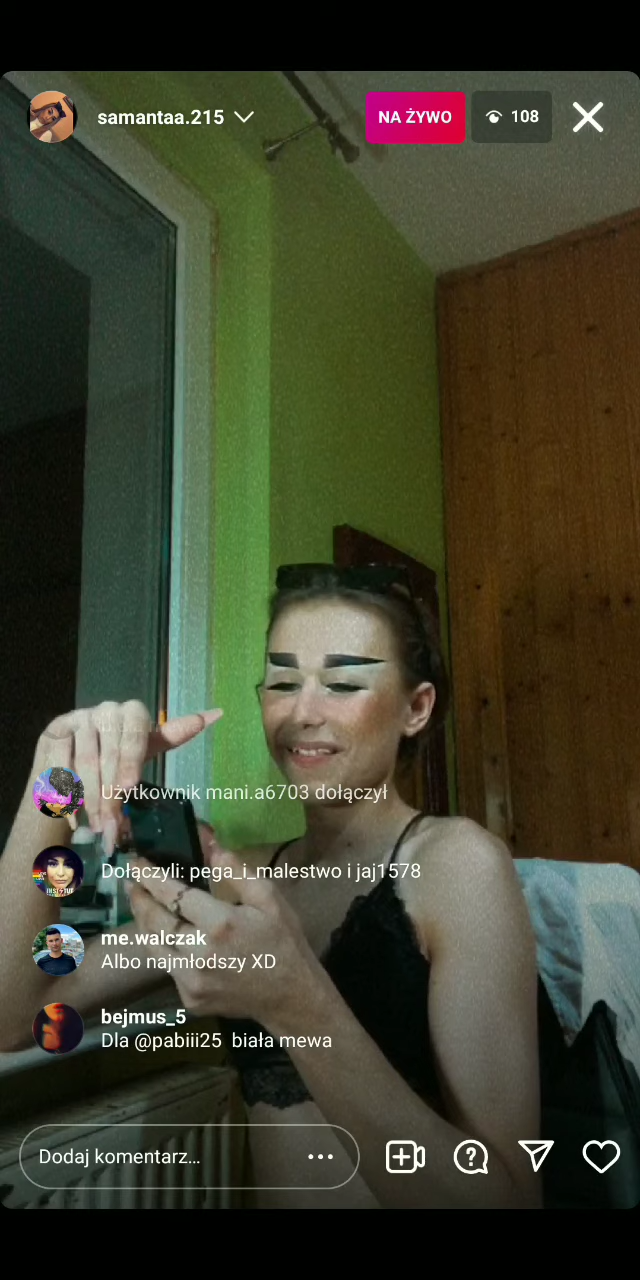 samantaa.215
NA ŻYWO
108
Użytkownik mani.a6703 dołączył
Dołączyli: pega_i_malestwo i jaj1578
me.walczak
Albo najmłodszy XD
bejmus_5
Dla @pabiii25 biała mewa
Dodaj komentarz...